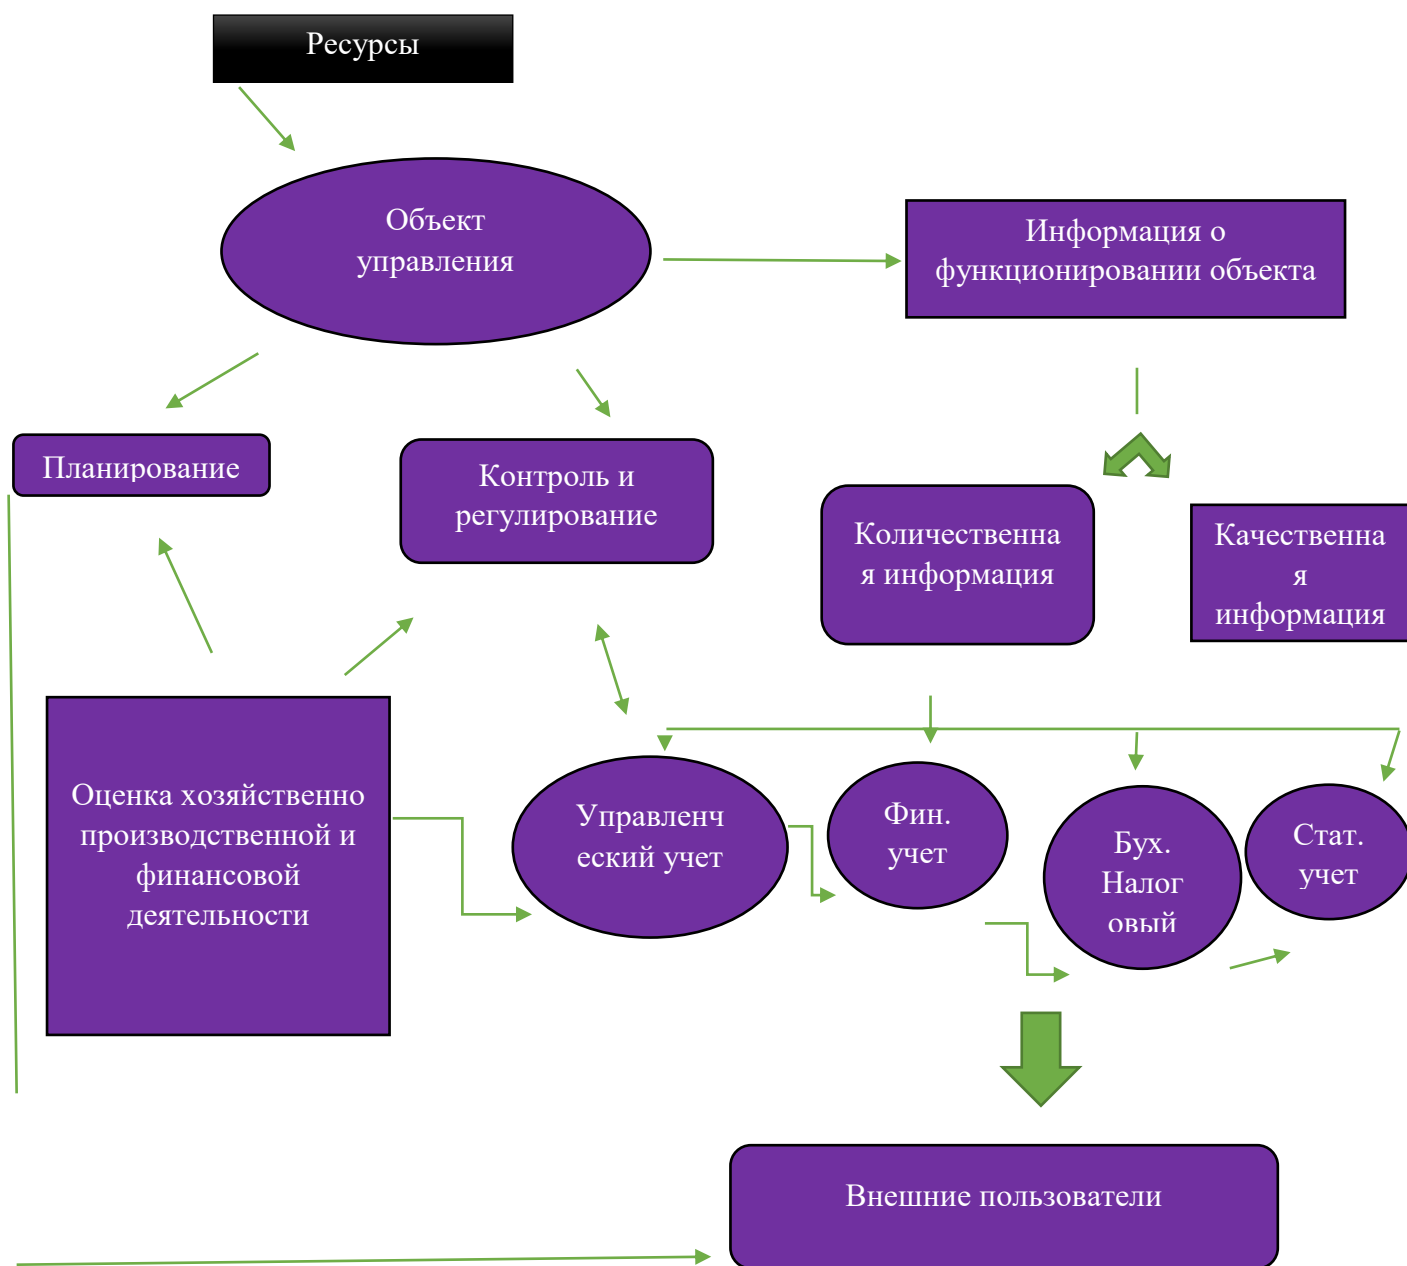 Ресурсы
Объект
управления
Информация о
функционировании объекта
Планирование
Контроль и
регулирование
Количественна
я информация
Качественна
я
информация
Оценка хозяйственно
производственной и
финансовой
деятельности
Управленч
еский учет
Фин.
учет
Бух.
Налог
овый
Стат.
учет
Внешние пользователи